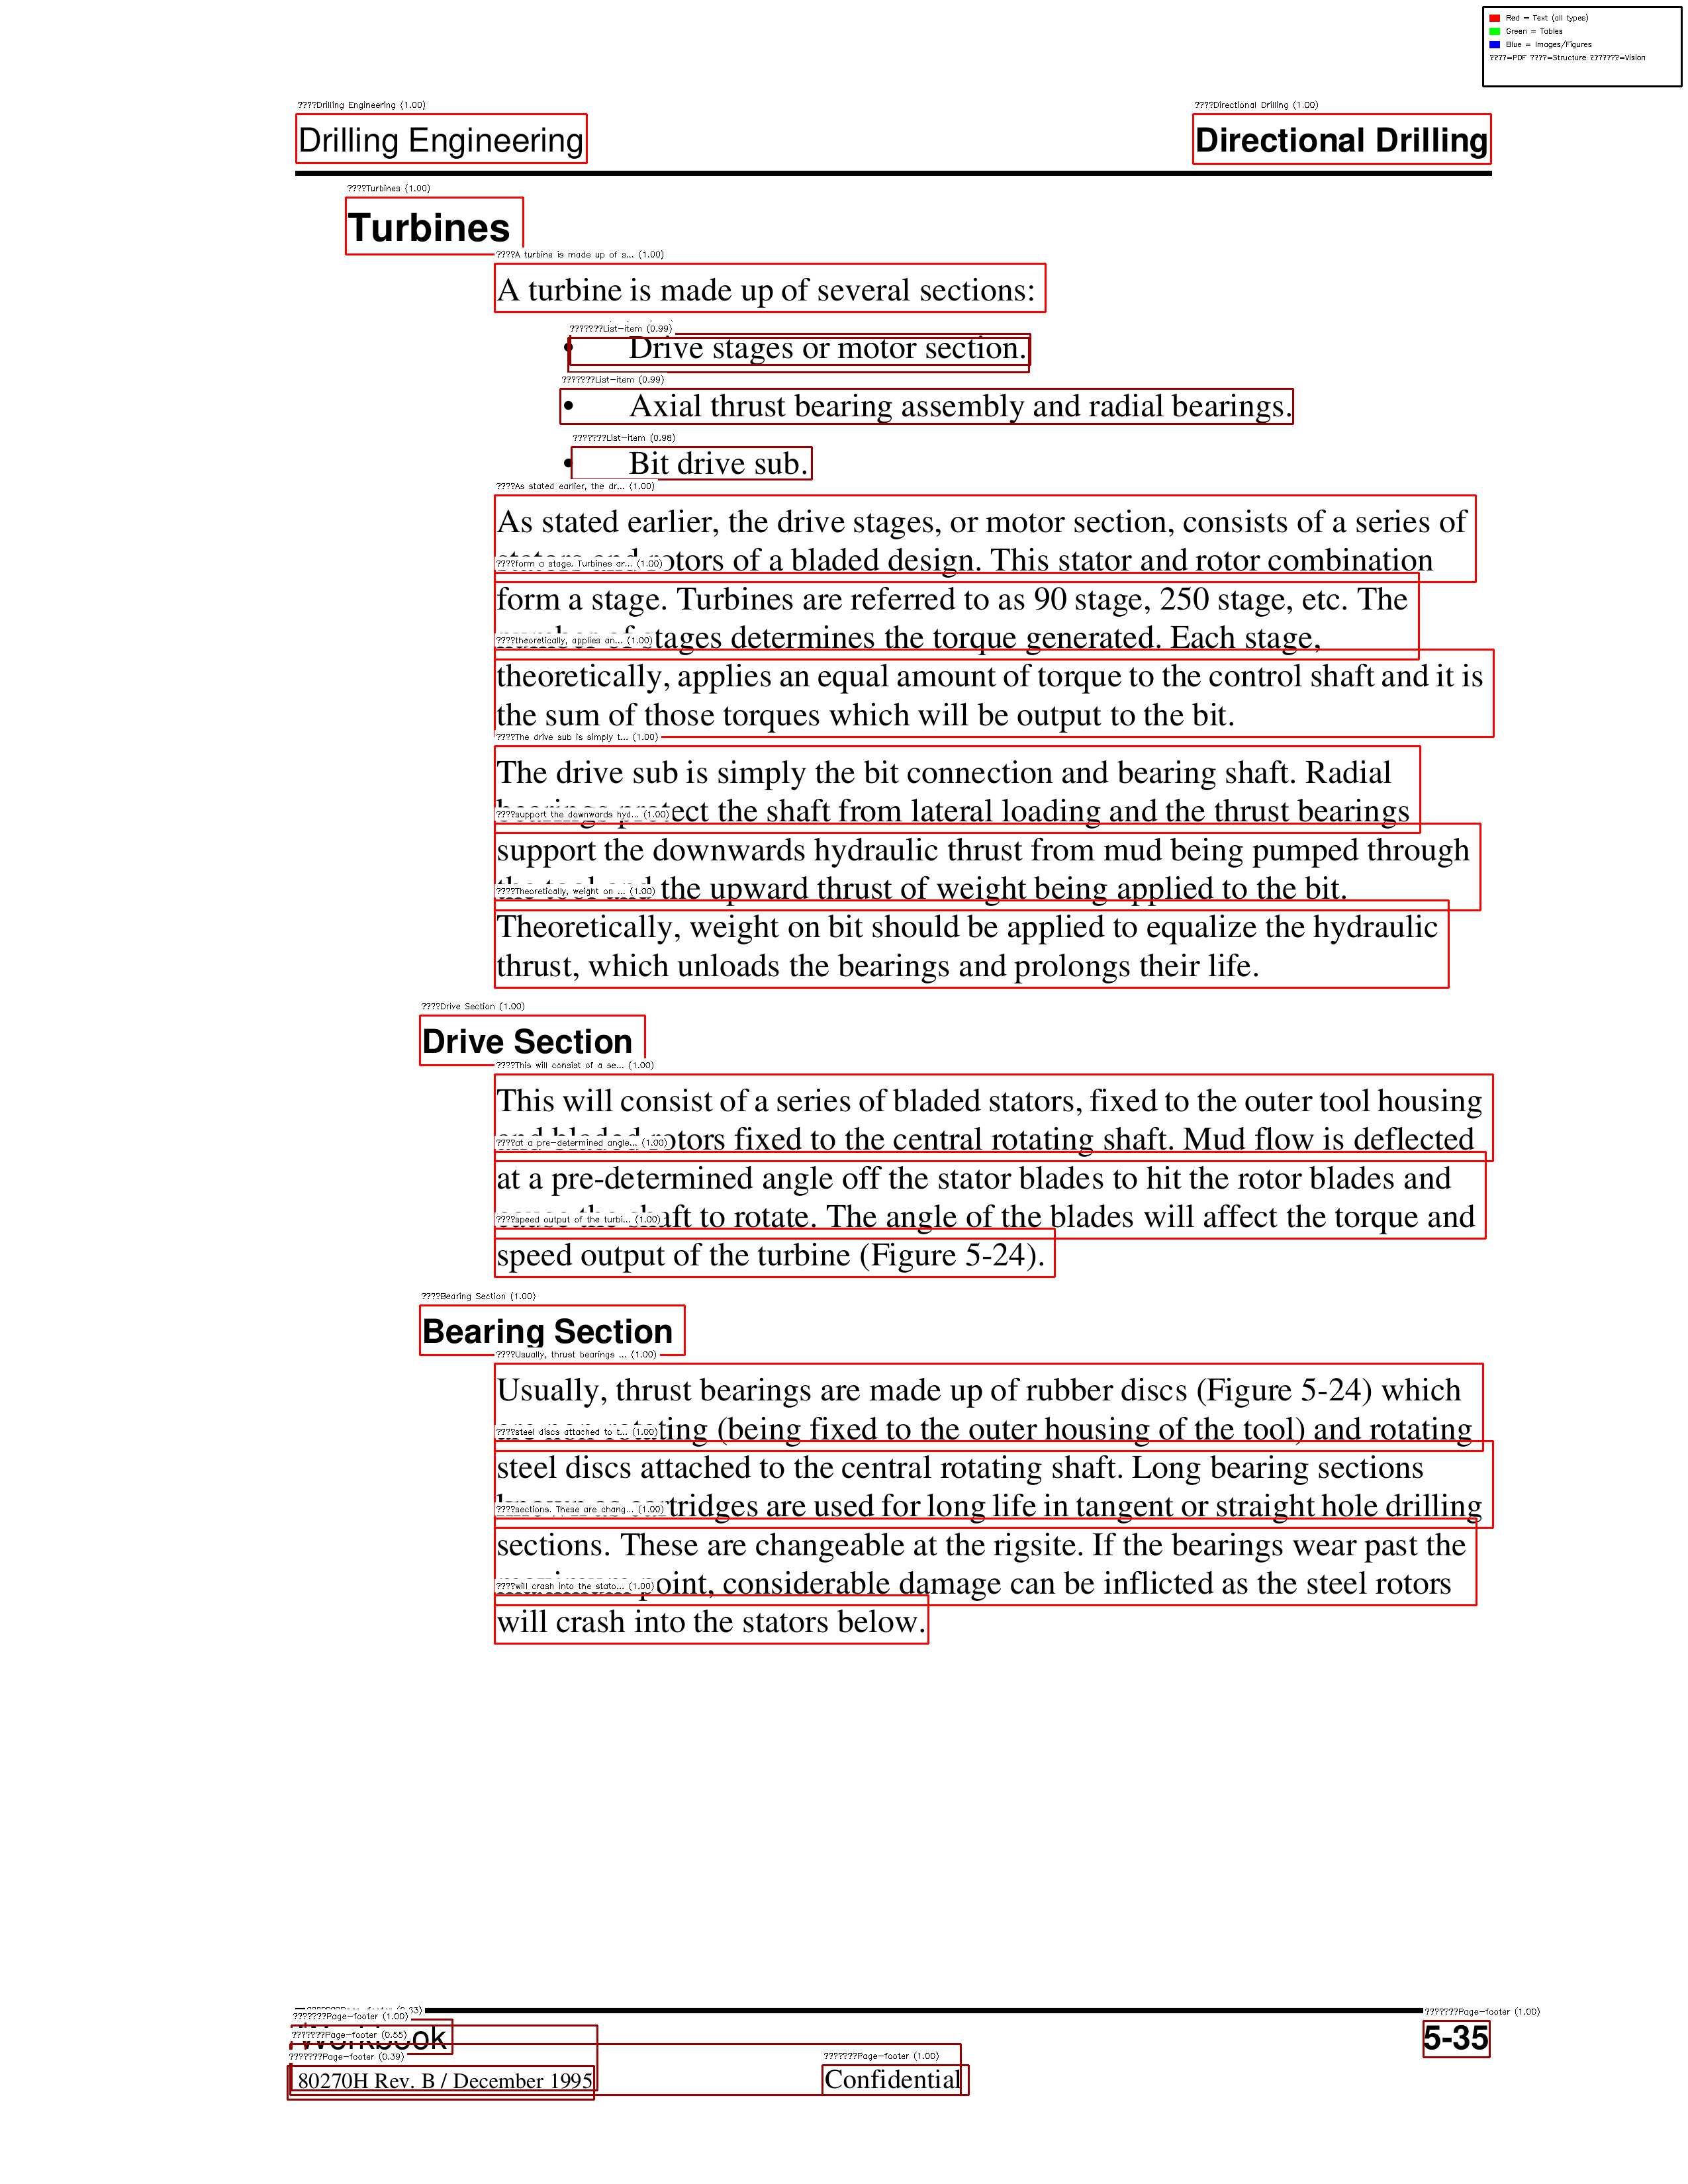 Red = Text (all types)
Green = Tables
Blue = Images/Figures
????=PDF ????=Structure ???????=Vision
????Drilling Engineering (1.00)
????Directional Drilling (1.00)
Drilling Engineering
Directional Drilling
????Turbines (1.00)
Turbines
????A turbine is made up of s... (1.00)
A turbine is made up of several sections:
???????List-item (0.99)
• Drive stages or motor section.
???????List-item (0.99)
• Axial thrust bearing assembly and radial bearings.
???????List-item (0.98)
• Bit drive sub.
????As stated earlier, the dr... (1.00)
As stated earlier, the drive stages, or motor section, consists of a series of
stators and rotors of a bladed design. This stator and rotor combination
????form a stage. Turbines ar... (1.00)
form a stage. Turbines are referred to as 90 stage, 250 stage, etc. The
number of stages determines the torque generated. Each stage,
????theoretically, applies an... (1.00)
theoretically, applies an equal amount of torque to the control shaft and it is
the sum of those torques which will be output to the bit.
????The drive sub is simply t... (1.00)
The drive sub is simply the bit connection and bearing shaft. Radial
bearings protect the shaft from lateral loading and the thrust bearings
????support the downwards hyd... (1.00)
support the downwards hydraulic thrust from mud being pumped through
the tool and the upward thrust of weight being applied to the bit.
????Theoretically, weight on ... (1.00)
Theoretically, weight on bit should be applied to equalize the hydraulic
thrust, which unloads the bearings and prolongs their life.
????Drive Section (1.00)
Drive Section
????This will consist of a se... (1.00)
This will consist of a series of bladed stators, fixed to the outer tool housing
and bladed rotors fixed to the central rotating shaft. Mud flow is deflected
????at a pre-determined angle... (1.00)
at a pre-determined angle off the stator blades to hit the rotor blades and
cause the shaft to rotate. The angle of the blades will affect the torque and
????speed output of the turbi... (1.00)
speed output of the turbine (Figure 5-24).
????Bearing Section (1.00)
Bearing Section
????Usually, thrust bearings ... (1.00)
Usually, thrust bearings are made up of rubber discs (Figure 5-24) which
are non-rotating (being fixed to the outer housing of the tool) and rotating
????steel discs attached to t... (1.00)
steel discs attached to the central rotating shaft. Long bearing sections
known as cartridges are used for long life in tangent or straight hole drilling
????sections. These are chang... (1.00)
sections. These are changeable at the rigsite. If the bearings wear past the
maximum point, considerable damage can be inflicted as the steel rotors
????will crash into the stato... (1.00)
will crash into the stators below.
???????Page-footer (1.00)
???????Page-footer (1.00)
???????Page-footer (0.55)
Workbook
5-35
???????Page-footer (0.39)
???????Page-footer (1.00)
80270H Rev. B / December 1995
Confidential